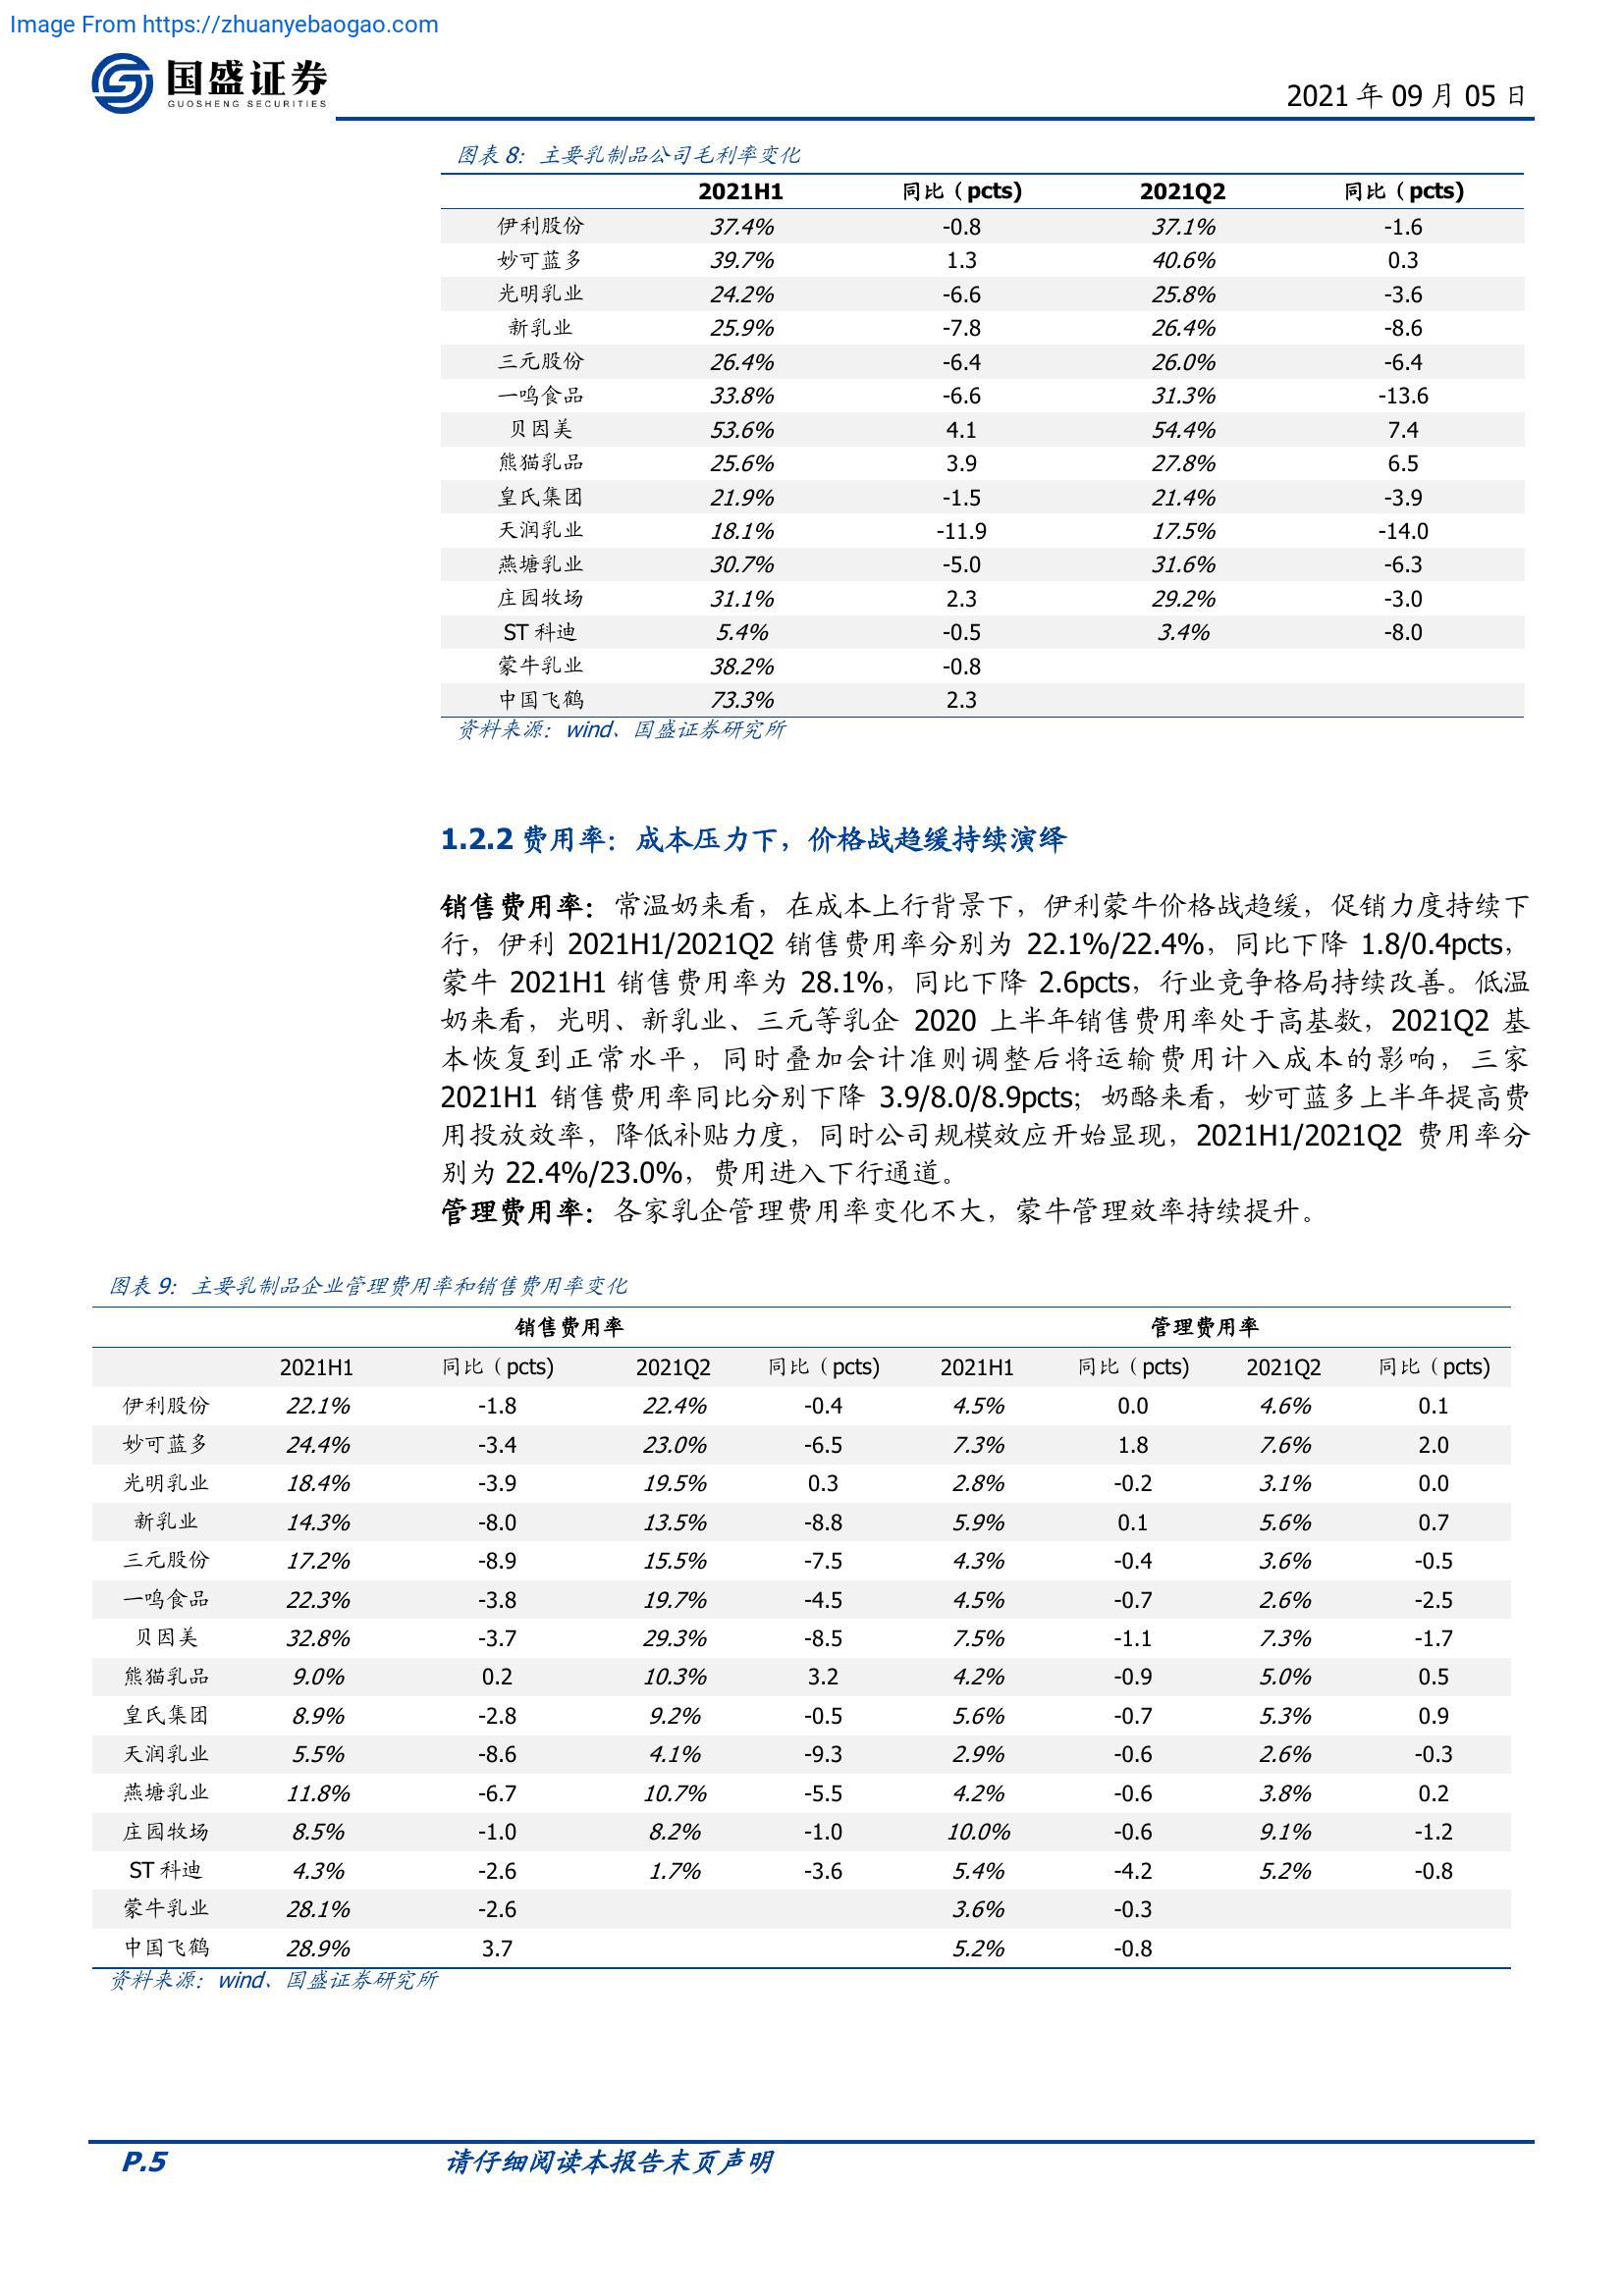 Image From https://zhuanyebaogao.com
国盛证券
GUOSHENG SECURITIES
2021 年 09 月 05 日
图表 8：主要乳制品公司毛利率变化
2021H1 同比（pcts) 2021Q2 同比（pcts)
伊利股份 37.4% -0.8 37.1% -1.6
妙可蓝多 39.7% 1.3 40.6% 0.3
光明乳业 24.2% -6.6 25.8% -3.6
新乳业 25.9% -7.8 26.4% -8.6
三元股份 26.4% -6.4 26.0% -6.4
一鸣食品 33.8% -6.6 31.3% -13.6
贝因美 53.6% 4.1 54.4% 7.4
熊猫乳品 25.6% 3.9 27.8% 6.5
皇氏集团 21.9% -1.5 21.4% -3.9
天润乳业 18.1% -11.9 17.5% -14.0
燕塘乳业 30.7% -5.0 31.6% -6.3
庄园牧场 31.1% 2.3 29.2% -3.0
ST 科迪 5.4% -0.5 3.4% -8.0
蒙牛乳业 38.2% -0.8
中国飞鹤 73.3% 2.3
资料来源：wind、国盛证券研究所
1.2.2 费用率：成本压力下，价格战趋缓持续演绎
销售费用率：常温奶来看，在成本上行背景下，伊利蒙牛价格战趋缓，促销力度持续下
行，伊利 2021H1/2021Q2 销售费用率分别为 22.1%/22.4%，同比下降 1.8/0.4pcts，
蒙牛 2021H1 销售费用率为 28.1%，同比下降 2.6pcts，行业竞争格局持续改善。低温
奶来看，光明、新乳业、三元等乳企 2020 上半年销售费用率处于高基数，2021Q2 基
本恢复到正常水平，同时叠加会计准则调整后将运输费用计入成本的影响，三家
2021H1 销售费用率同比分别下降 3.9/8.0/8.9pcts；奶酪来看，妙可蓝多上半年提高费
用投放效率，降低补贴力度，同时公司规模效应开始显现，2021H1/2021Q2 费用率分
别为 22.4%/23.0%，费用进入下行通道。
管理费用率：各家乳企管理费用率变化不大，蒙牛管理效率持续提升。
图表 9：主要乳制品企业管理费用率和销售费用率变化
销售费用率 管理费用率
2021H1 同比（pcts) 2021Q2 同比（pcts) 2021H1 同比（pcts) 2021Q2 同比（pcts)
伊利股份 22.1% -1.8 22.4% -0.4 4.5% 0.0 4.6% 0.1
妙可蓝多 24.4% -3.4 23.0% -6.5 7.3% 1.8 7.6% 2.0
光明乳业 18.4% -3.9 19.5% 0.3 2.8% -0.2 3.1% 0.0
新乳业 14.3% -8.0 13.5% -8.8 5.9% 0.1 5.6% 0.7
三元股份 17.2% -8.9 15.5% -7.5 4.3% -0.4 3.6% -0.5
一鸣食品 22.3% -3.8 19.7% -4.5 4.5% -0.7 2.6% -2.5
贝因美 32.8% -3.7 29.3% -8.5 7.5% -1.1 7.3% -1.7
熊猫乳品 9.0% 0.2 10.3% 3.2 4.2% -0.9 5.0% 0.5
皇氏集团 8.9% -2.8 9.2% -0.5 5.6% -0.7 5.3% 0.9
天润乳业 5.5% -8.6 4.1% -9.3 2.9% -0.6 2.6% -0.3
燕塘乳业 11.8% -6.7 10.7% -5.5 4.2% -0.6 3.8% 0.2
庄园牧场 8.5% -1.0 8.2% -1.0 10.0% -0.6 9.1% -1.2
ST 科迪 4.3% -2.6 1.7% -3.6 5.4% -4.2 5.2% -0.8
蒙牛乳业 28.1% -2.6 3.6% -0.3
中国飞鹤 28.9% 3.7 5.2% -0.8
资料来源：wind、国盛证券研究所
P.5 请仔细阅读本报告末页声明